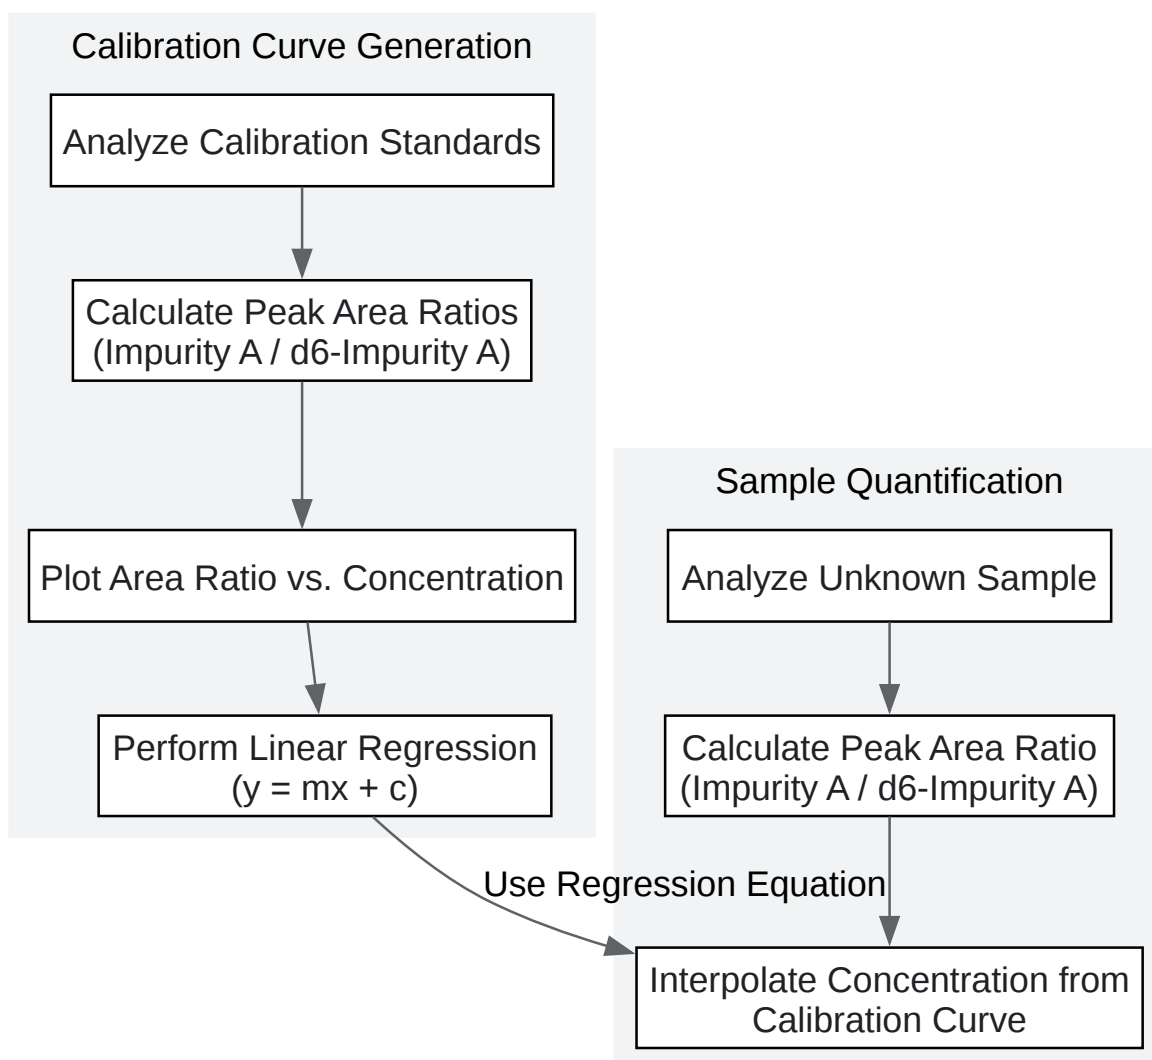 Calibration Curve Generation
Analyze Calibration Standards
Calculate Peak Area Ratios
(Impurity A / d6-Impurity A)
Plot Area Ratio vs. Concentration
Perform Linear Regression
(y = mx + c)
Use Regression Equation
Sample Quantification
Analyze Unknown Sample
Calculate Peak Area Ratio
(Impurity A / d6-Impurity A)
Interpolate Concentration from
Calibration Curve